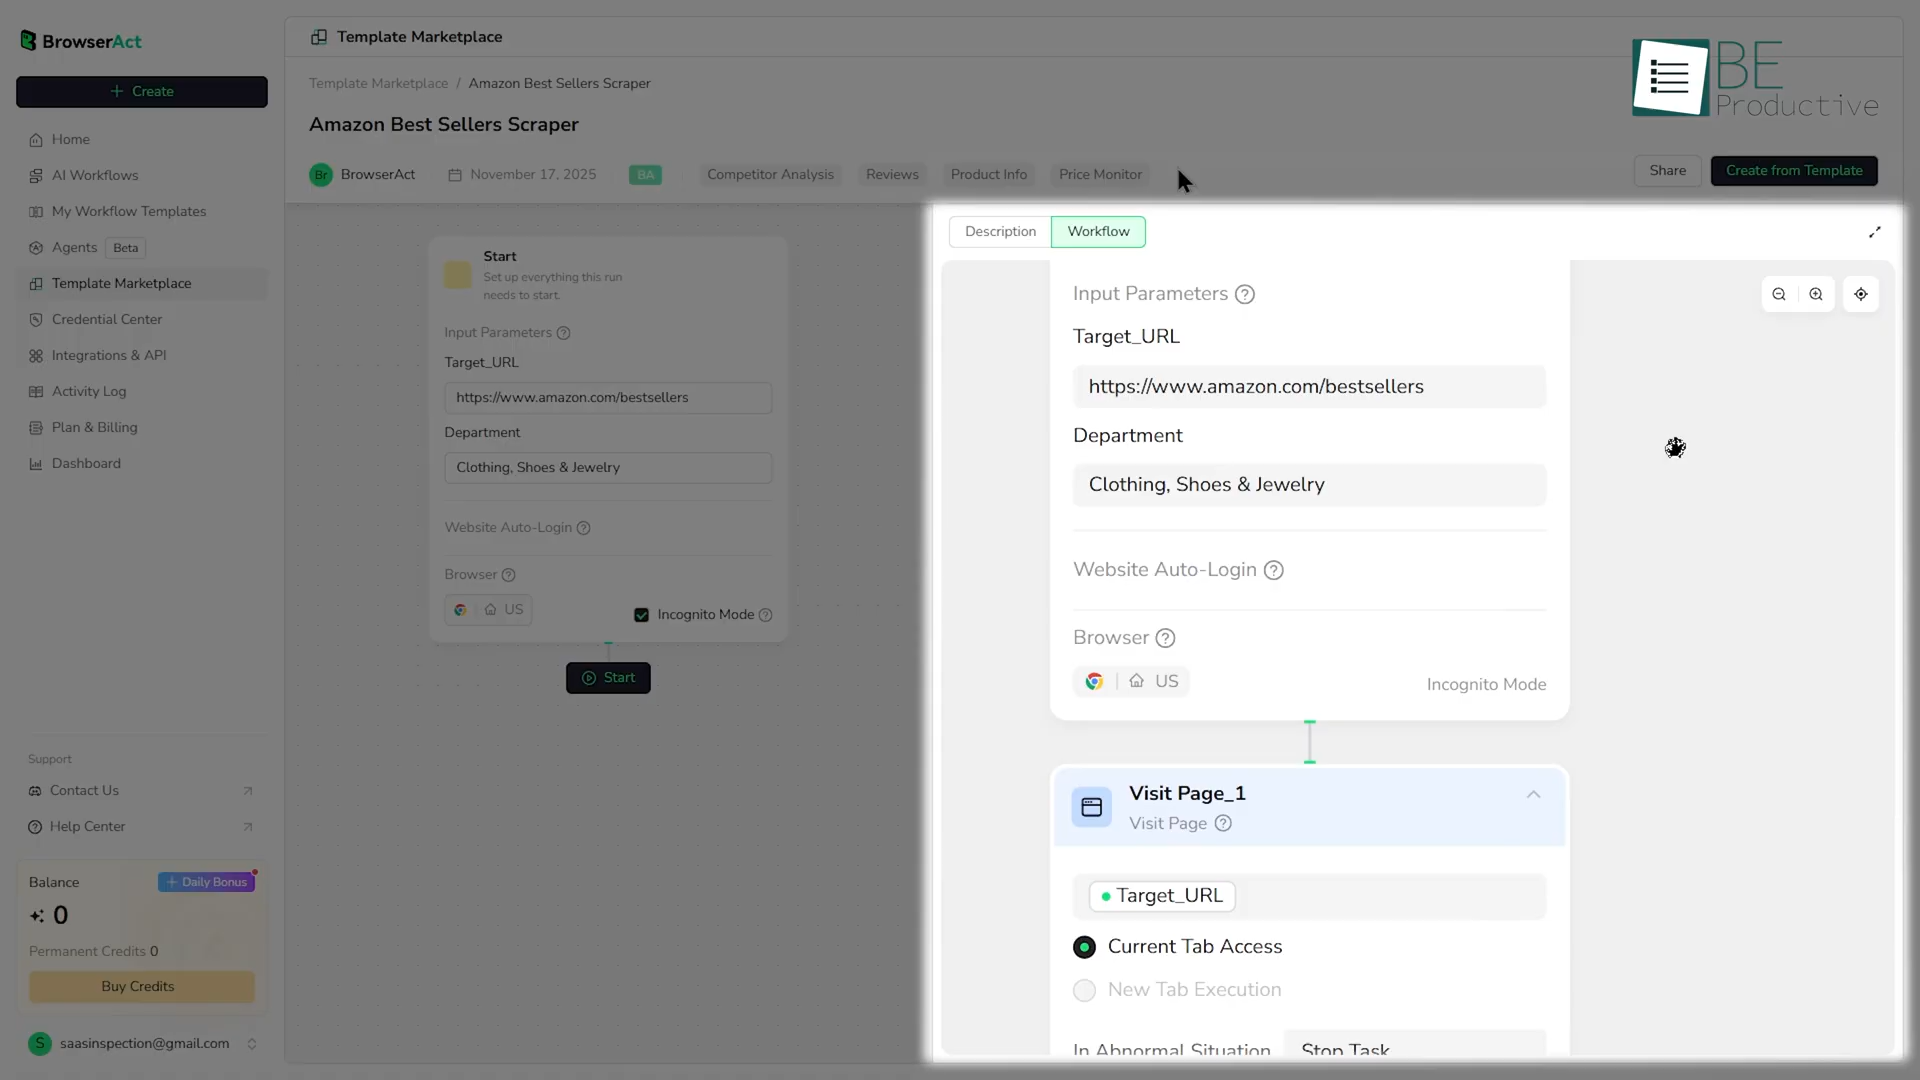 BrowserAct
Create
Home
AI Workflows
My Workflow Templates
Agents Beta
Template Marketplace
Credential Center
Integrations & API
Activity Log
Plan & Billing
Dashboard
Support
Contact Us
Help Center
Balance
Daily Bonus
0
Permanent Credits 0
Buy Credits
S saasinspection@gmail.com
Template Marketplace
Template Marketplace / Amazon Best Sellers Scraper
Amazon Best Sellers Scraper
Br BrowserAct November 17, 2025 BA Competitor Analysis Reviews Product Info Price Monitor
Share Create from Template
BE
Productive
Start
Set up everything this run
needs to start.
Input Parameters
Target_URL
https://www.amazon.com/bestsellers
Department
Clothing, Shoes & Jewelry
Website Auto-Login
Browser
US Incognito Mode
Start
Description Workflow
Input Parameters
Target_URL
https://www.amazon.com/bestsellers
Department
Clothing, Shoes & Jewelry
Website Auto-Login
Browser
US Incognito Mode
Visit Page_1
Visit Page
Target_URL
Current Tab Access
New Tab Execution
In Abnormal Situation Stop Task